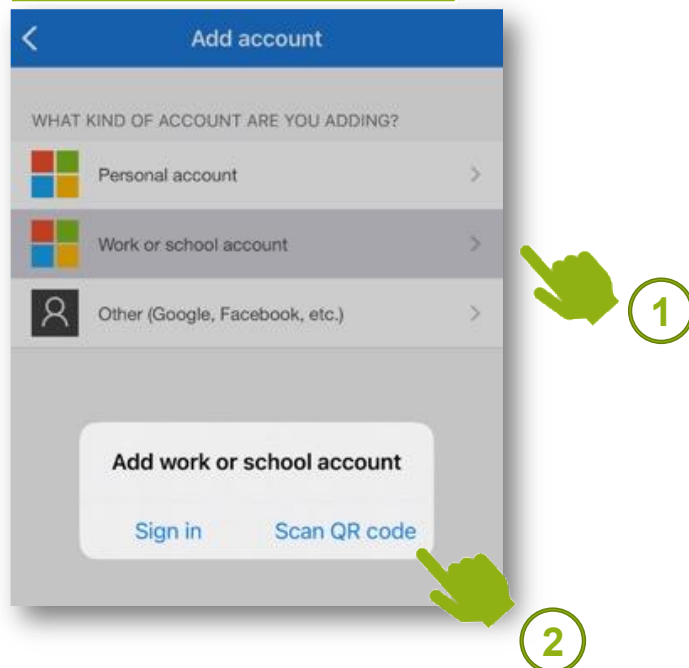 Add account
WHAT KIND OF ACCOUNT ARE YOU ADDING?
Personal account
Work or school account
1
Other (Google, Facebook, etc.)
Add work or school account
Sign in Scan QR code
2